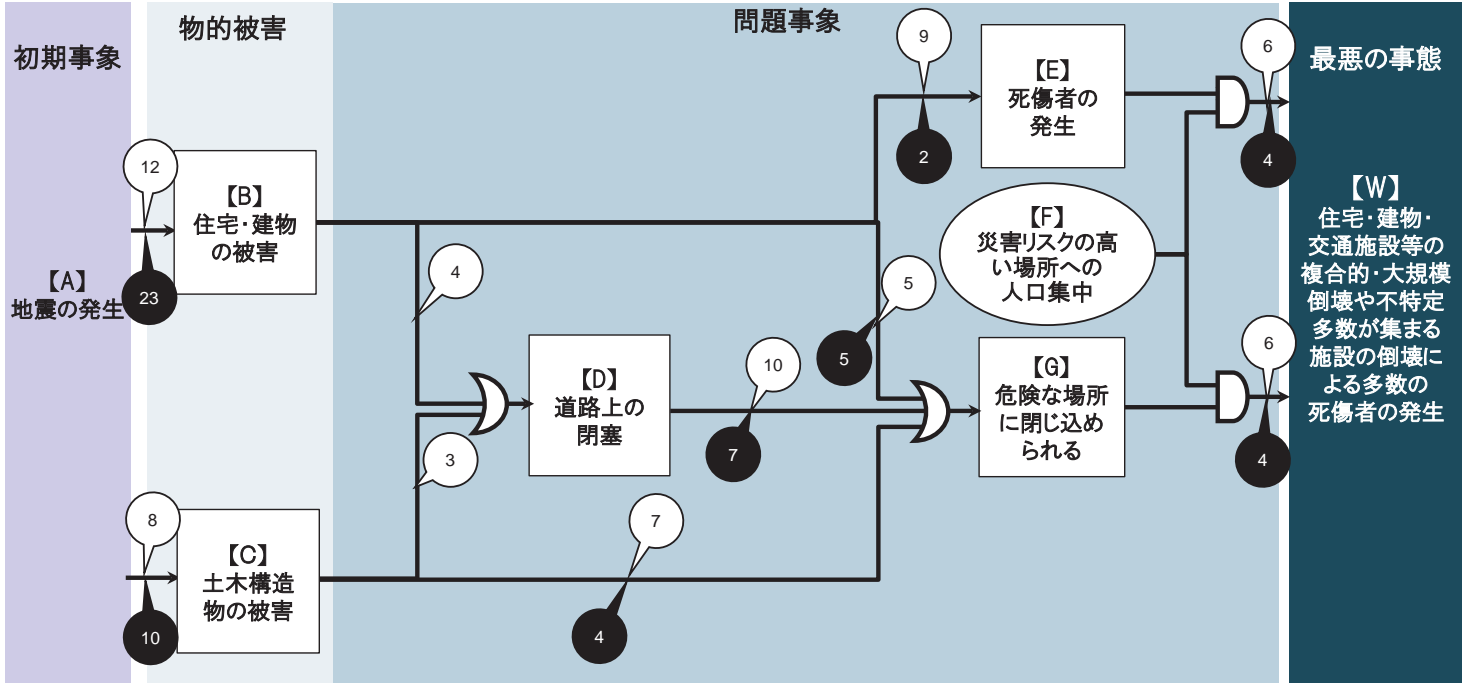 初期事象
物的被害
問題事象
最悪の事態
【A】
地震の発生
12
23
【B】
住宅・建物
の被害
8
10
【C】
土木構造
物の被害
4
3
【D】
道路上の
閉塞
9
2
5
5
10
7
7
4
【E】
死傷者の
発生
【F】
災害リスクの高
い場所への
人口集中
【G】
危険な場所
に閉じ込め
られる
6
4
6
4
【W】
住宅・建物・
交通施設等の
複合的・大規模
倒壊や不特定
多数が集まる
施設の倒壊に
よる多数の
死傷者の発生